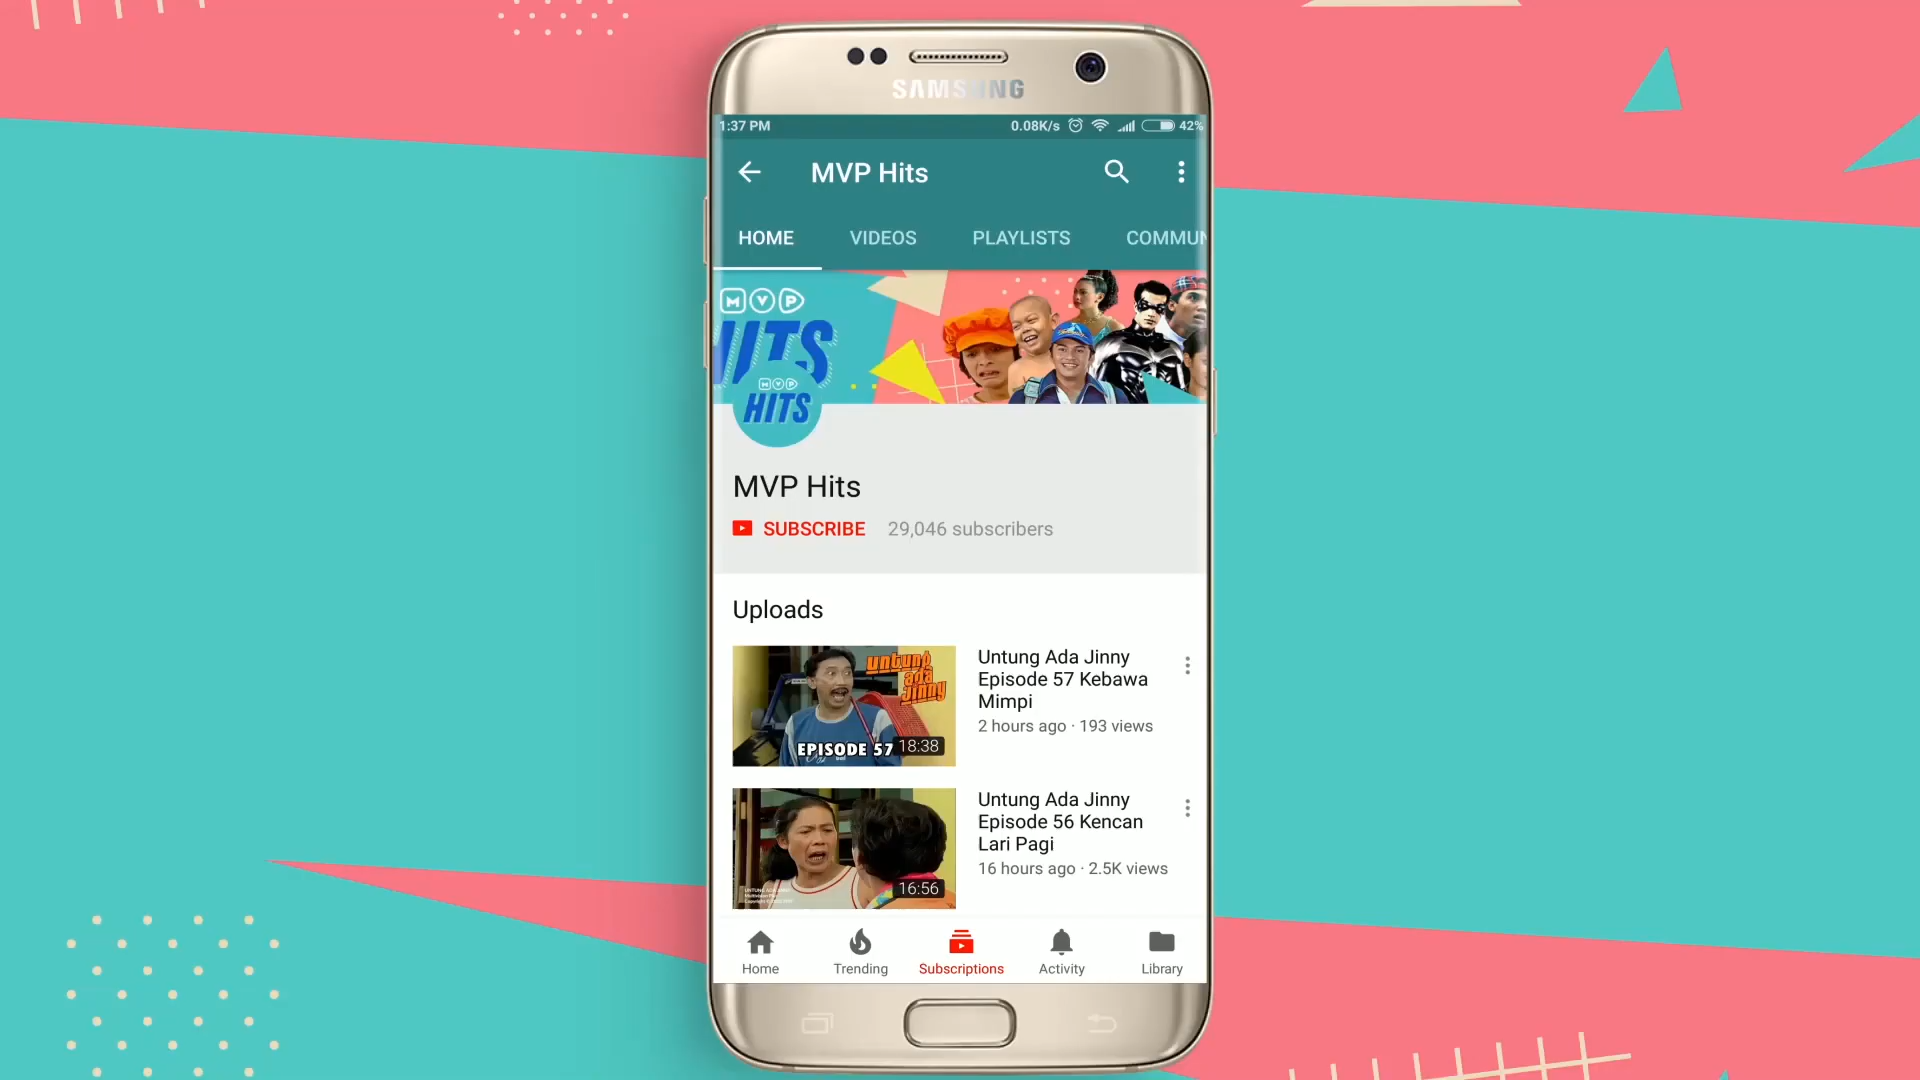 SAMSUNG
1:37 PM 0.08K/s 42%
MVP Hits
HOME VIDEOS PLAYLISTS COMMUN
MVP
HITS
MVP
HITS
MVP Hits
SUBSCRIBE 29,046 subscribers
Uploads
untung
ada
jinny
EPISODE 57 18:38
Untung Ada Jinny
Episode 57 Kebawa
Mimpi
2 hours ago · 193 views
16:56
Untung Ada Jinny
Episode 56 Kencan
Lari Pagi
16 hours ago · 2.5K views
Home Trending Subscriptions Activity Library